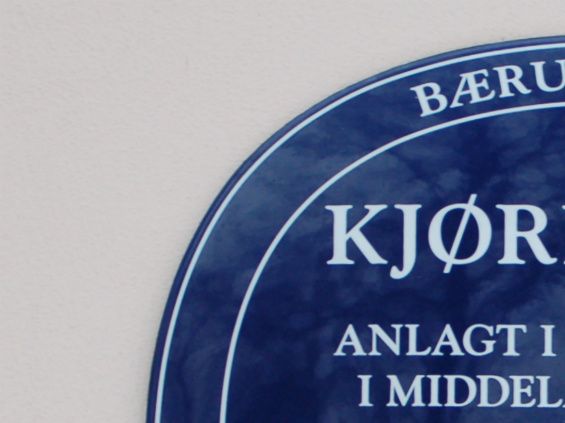 BÆRU
KJØR
ANLAGT I
I MIDDEL